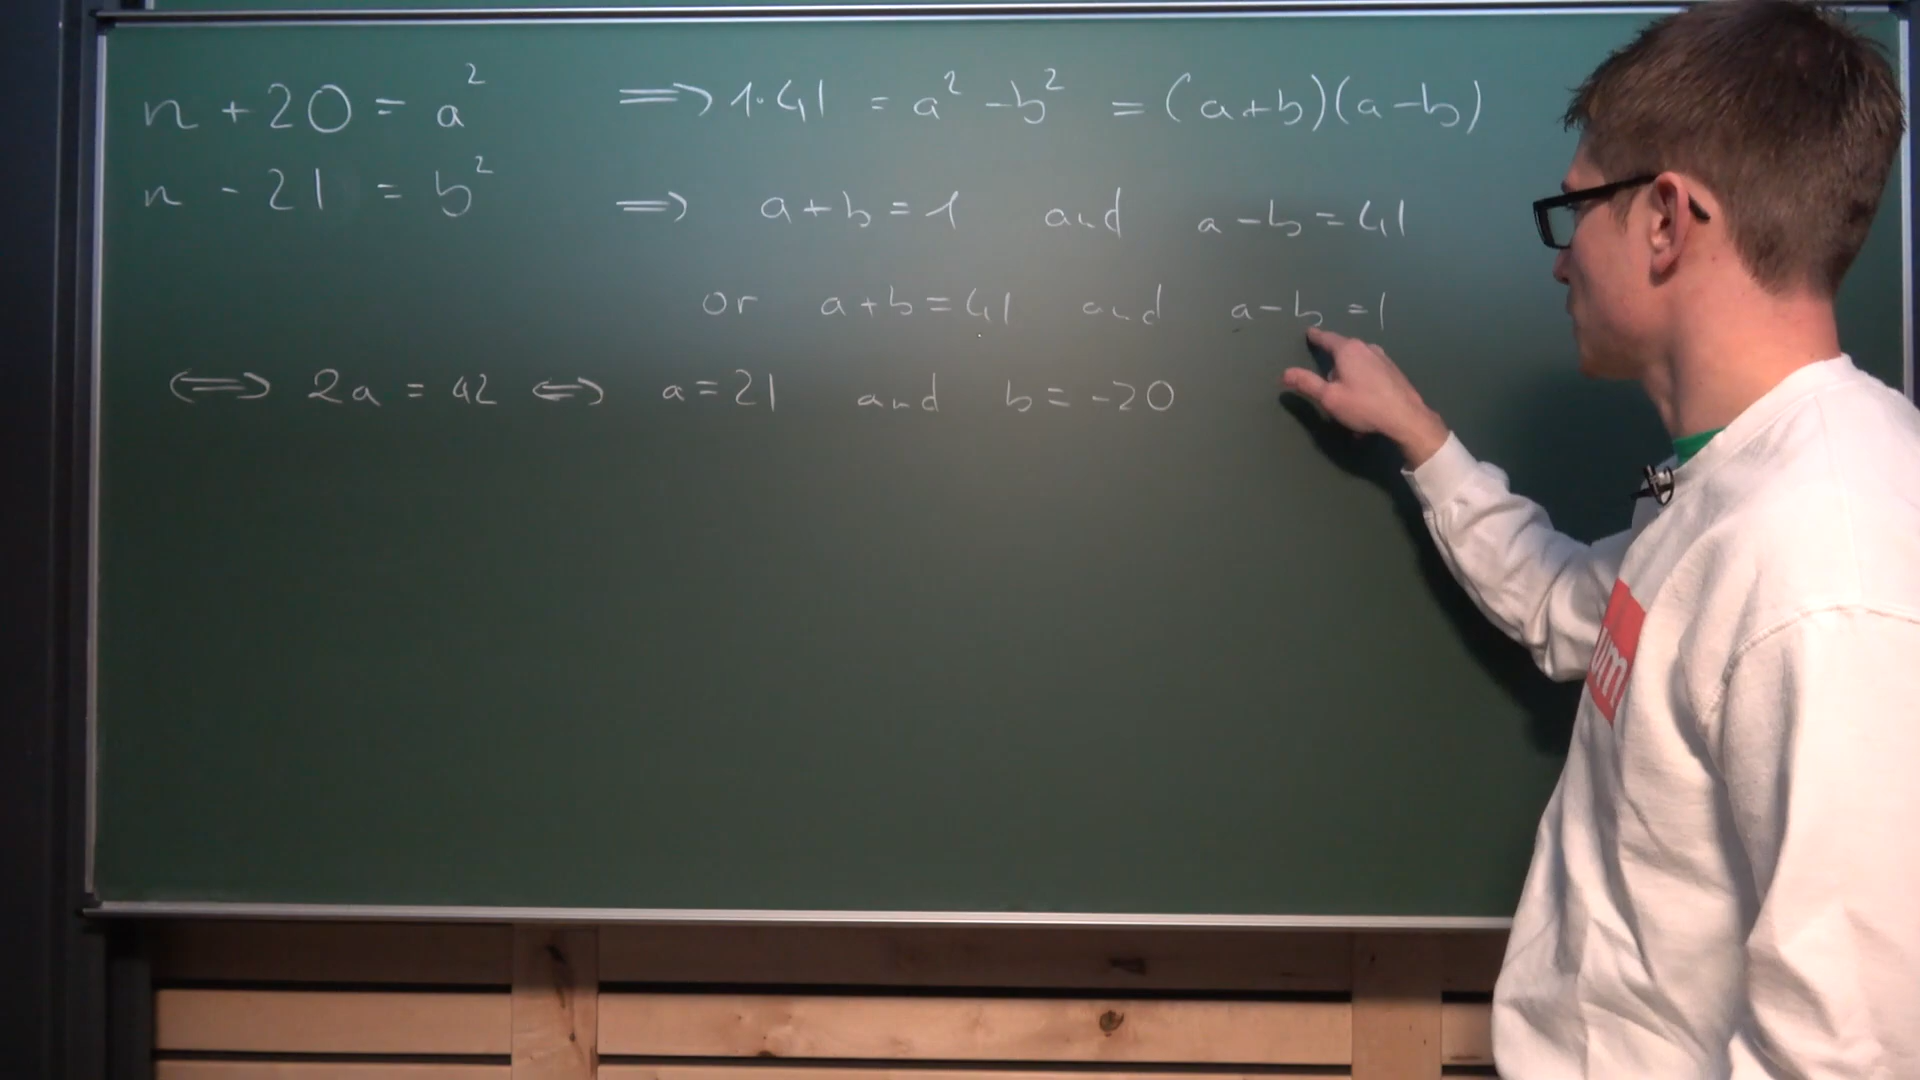 n + 20 = a² ⟹ 1·41 = a² - b² = (a+b)(a-b)
n - 21 = b² ⟹ a+b = 1 and a-b = 41
or a+b = 41 and a-b = 1
⟺ 2a = 42 ⟺ a = 21 and b = -20
um